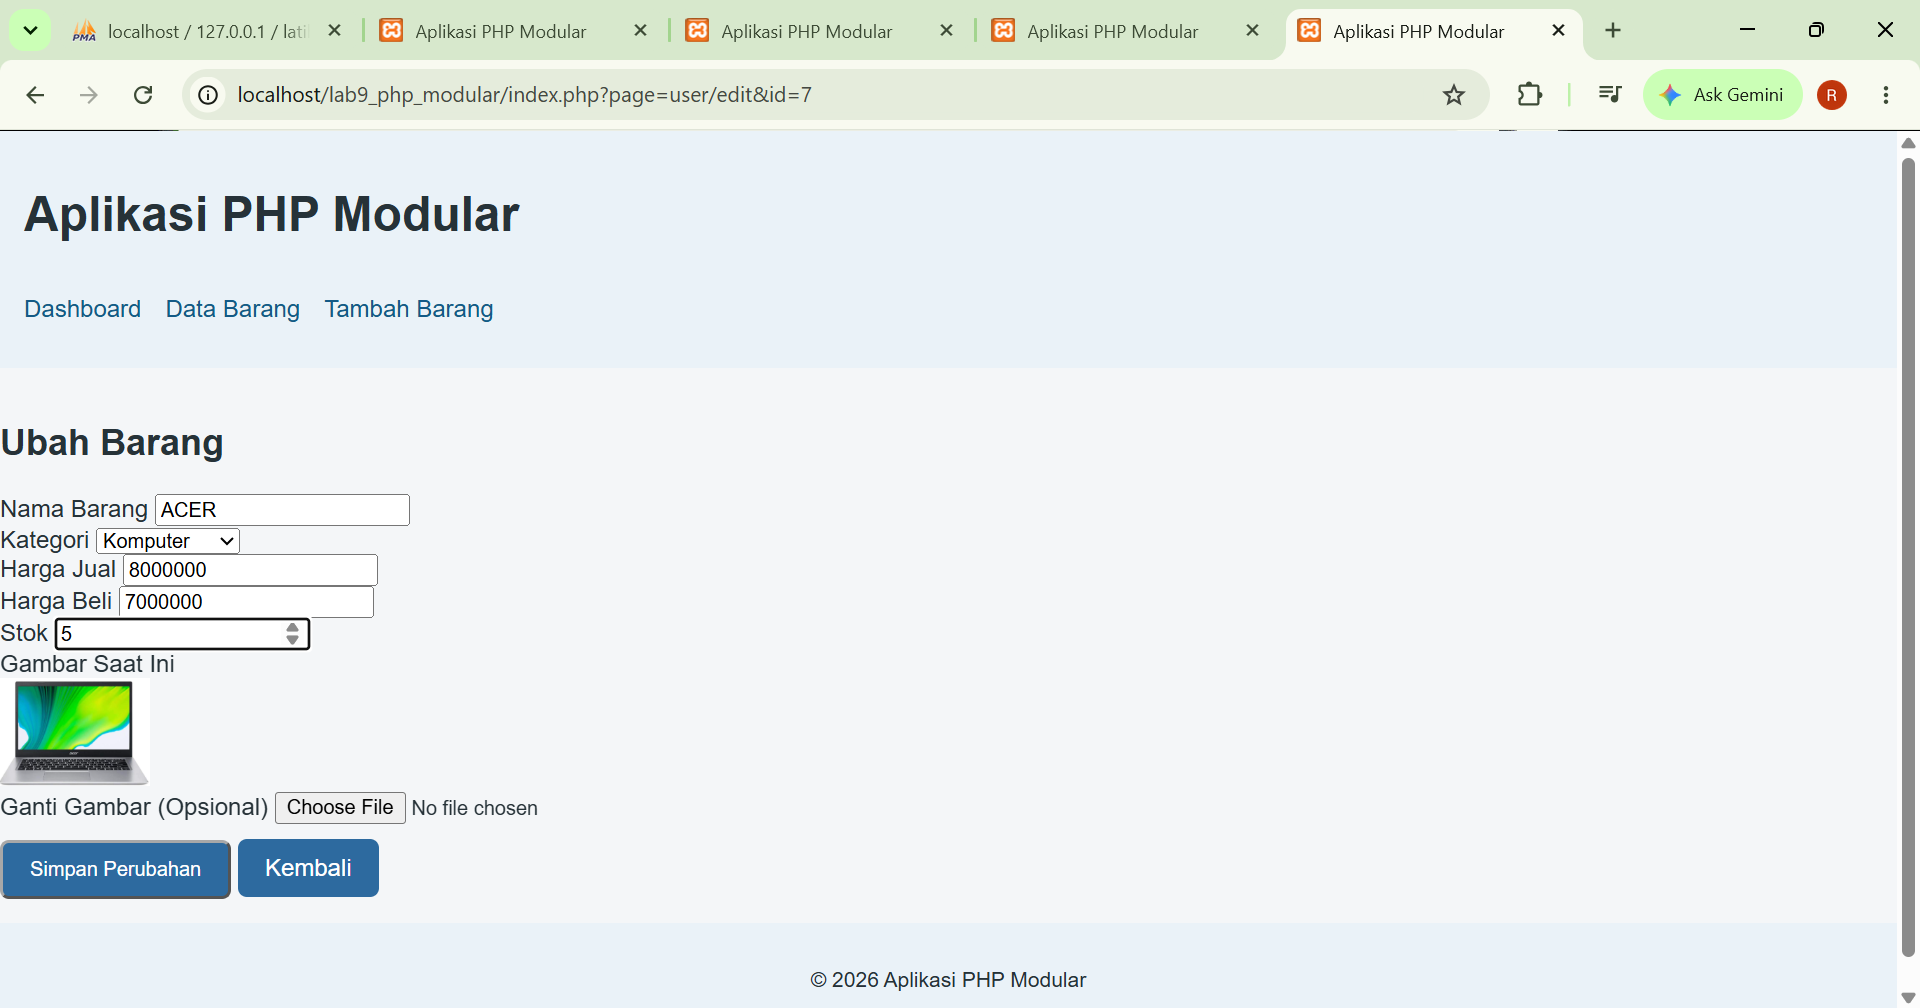 localhost / 127.0.0.1 / lati
Aplikasi PHP Modular
Aplikasi PHP Modular
Aplikasi PHP Modular
Aplikasi PHP Modular
localhost/lab9_php_modular/index.php?page=user/edit&id=7
Ask Gemini
R
Aplikasi PHP Modular
Dashboard Data Barang Tambah Barang
Ubah Barang
Nama Barang ACER
Kategori Komputer
Harga Jual 8000000
Harga Beli 7000000
Stok 5
Gambar Saat Ini
Ganti Gambar (Opsional) Choose File No file chosen
Simpan Perubahan Kembali
© 2026 Aplikasi PHP Modular